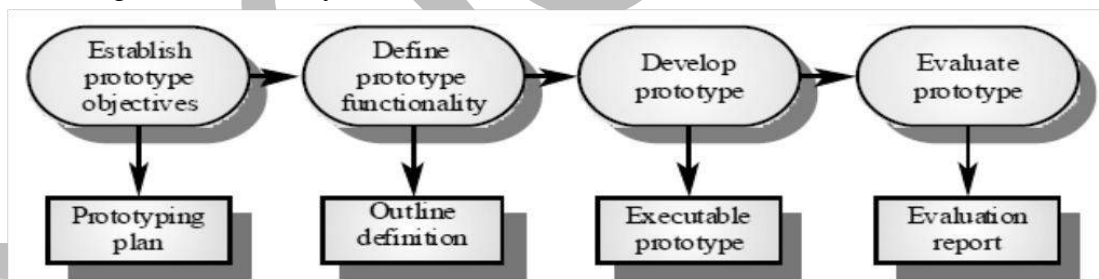 Establish
prototype
objectives
Define
prototype
functionality
Develop
prototype
Evaluate
prototype
Prototyping
plan
Outline
definition
Executable
prototype
Evaluation
report